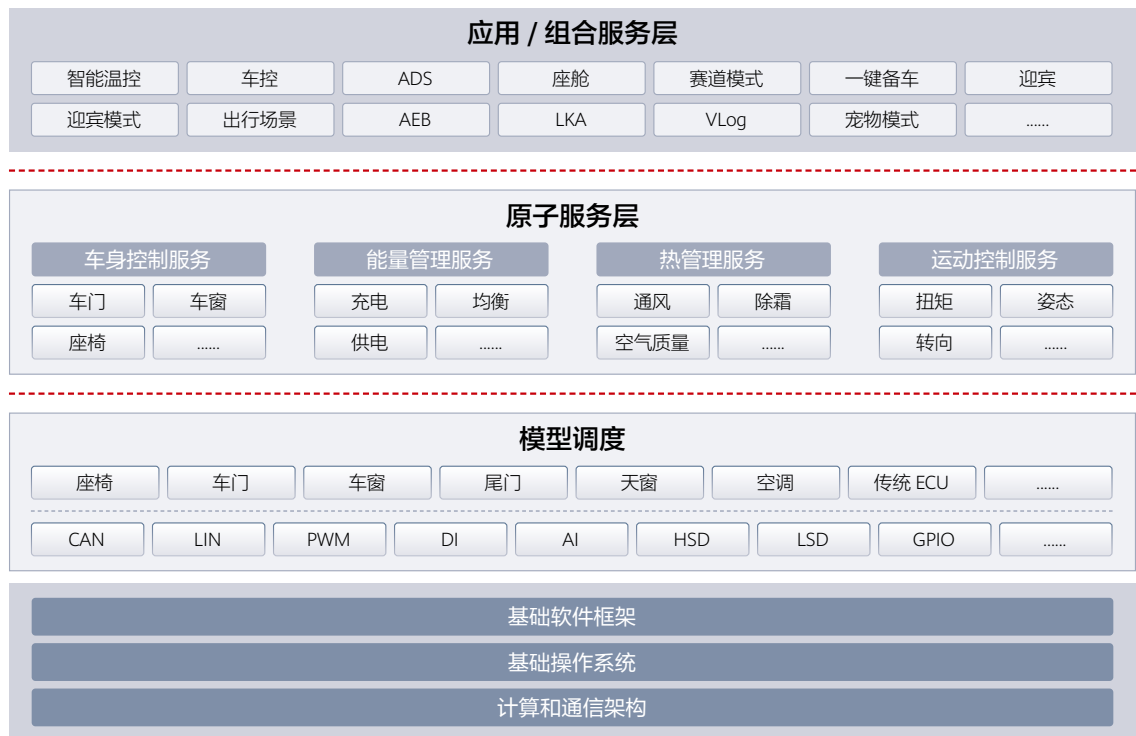 应用 / 组合服务层
智能温控 车控 ADS 座舱 赛道模式 一键备车 迎宾
迎宾模式 出行场景 AEB LKA VLog 宠物模式 ......
原子服务层
车身控制服务 能量管理服务 热管理服务 运动控制服务
车门 车窗 充电 均衡 通风 除霜 扭矩 姿态
座椅 ...... 供电 ...... 空气质量 ...... 转向 ......
模型调度
座椅 车门 车窗 尾门 天窗 空调 传统 ECU ......
CAN LIN PWM DI AI HSD LSD GPIO ......
基础软件框架
基础操作系统
计算和通信架构